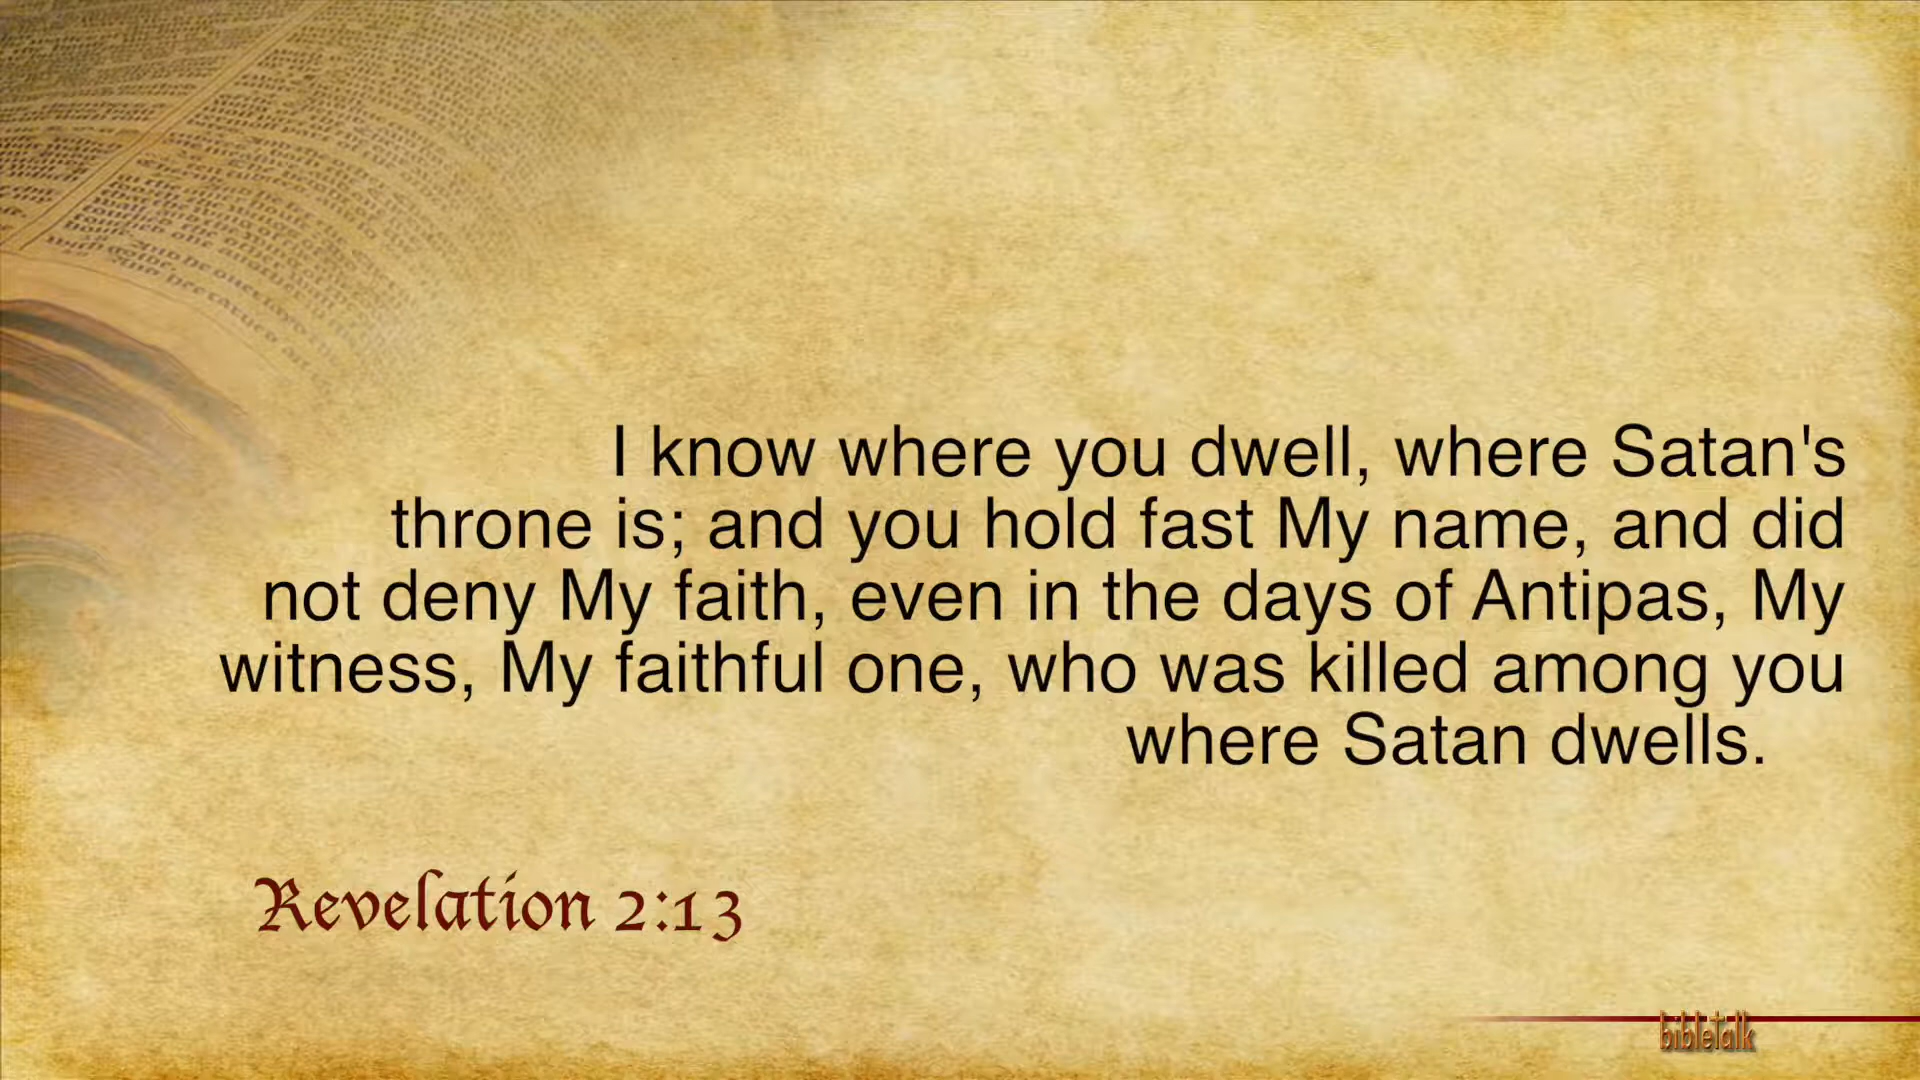 I know where you dwell, where Satan's
throne is; and you hold fast My name, and did
not deny My faith, even in the days of Antipas, My
witness, My faithful one, who was killed among you
where Satan dwells.
Revelation 2:13
bibletalk